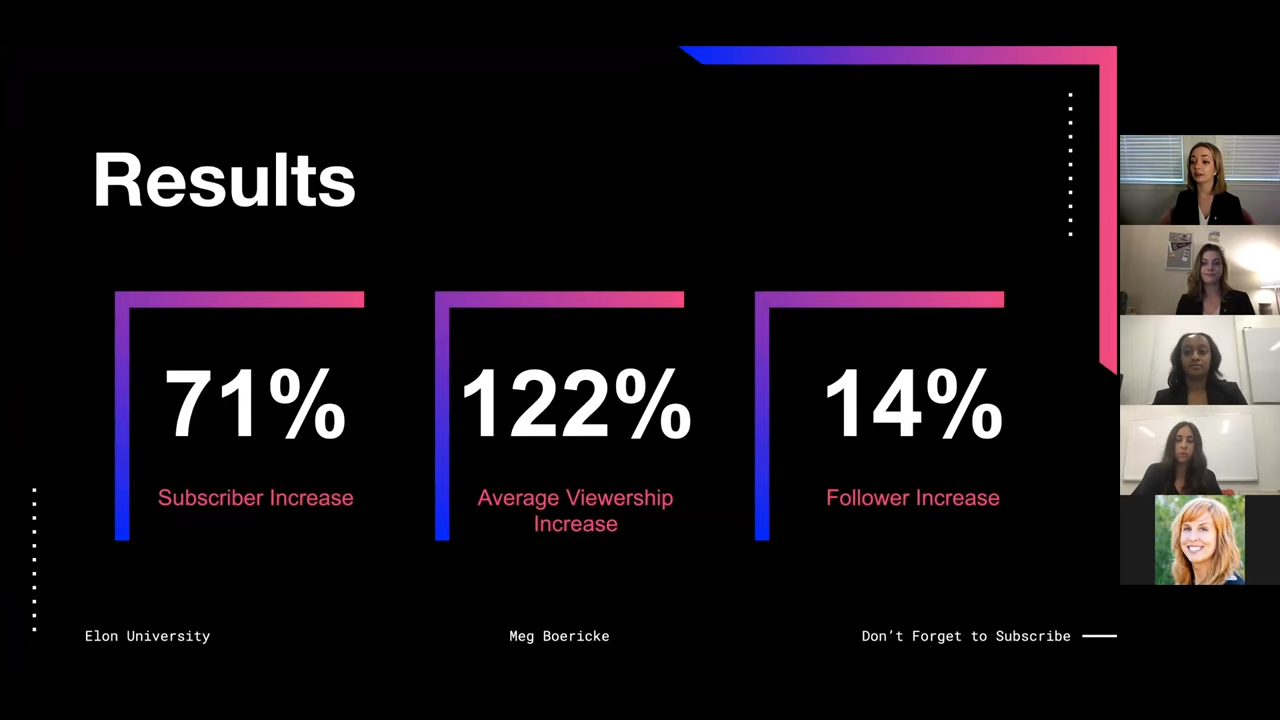 Results
71%
122%
14%
Subscriber Increase
Average Viewership
Increase
Follower Increase
Elon University
Meg Boericke
Don’t Forget to Subscribe